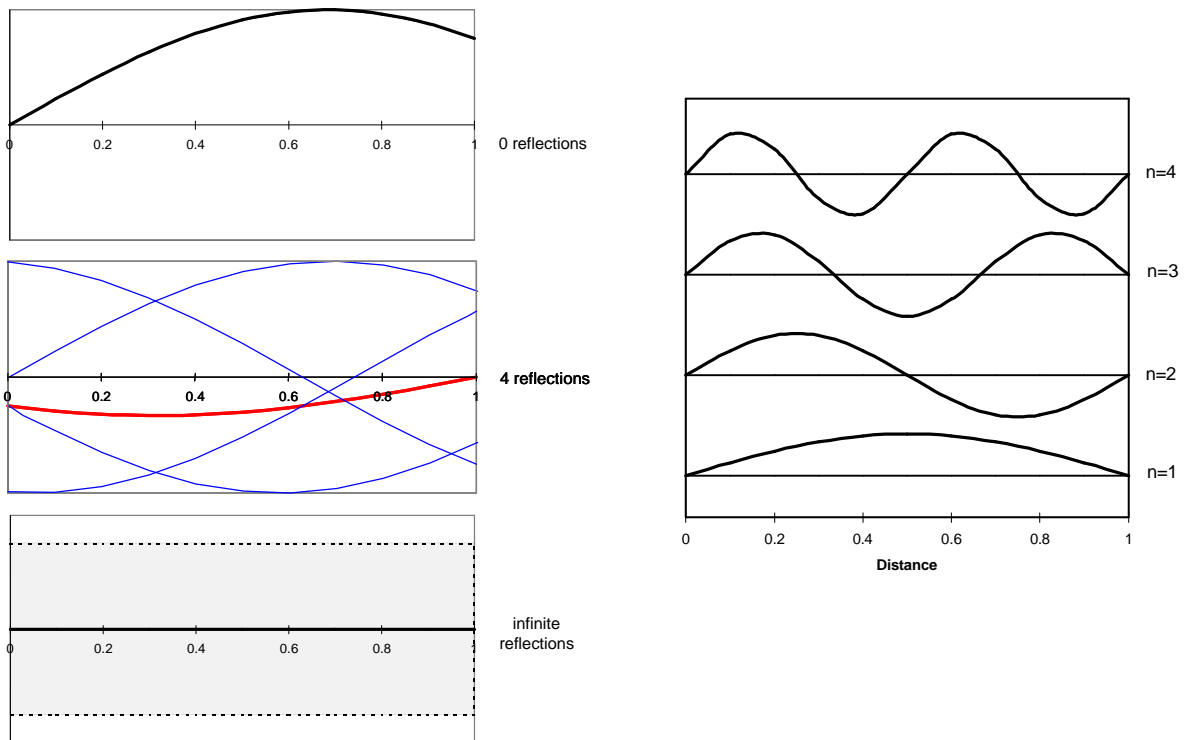 0 0.2 0.4 0.6 0.8 1
0 reflections
0 0.2 0.4 0.6 0.8 1
4 reflections
0 0.2 0.4 0.6 0.8 1
infinite
reflections
n=4
n=3
n=2
n=1
0 0.2 0.4 0.6 0.8 1
Distance